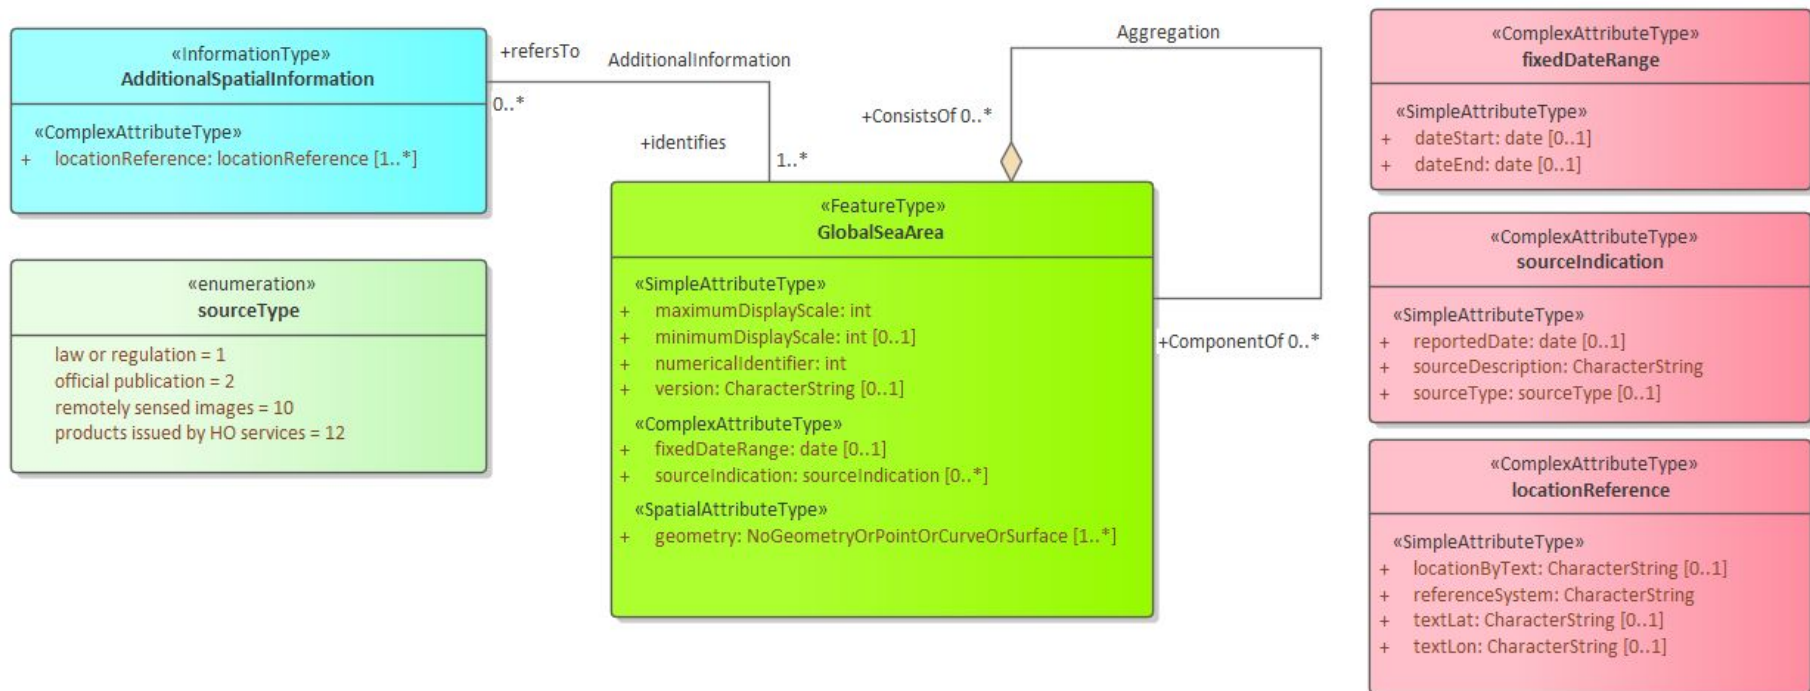 «InformationType»
AdditionalSpatialInformation
«ComplexAttributeType»
+ locationReference: locationReference [1..*]
+refersTo
0..*
AdditionalInformation
+identifies
1..*
Aggregation
+ConsistsOf 0..*
+ComponentOf 0..*
«enumeration»
sourceType
law or regulation = 1
official publication = 2
remotely sensed images = 10
products issued by HO services = 12
«FeatureType»
GlobalSeaArea
«SimpleAttributeType»
+ maximumDisplayScale: int
+ minimumDisplayScale: int [0..1]
+ numericalIdentifier: int
+ version: CharacterString [0..1]
«ComplexAttributeType»
+ fixedDateRange: date [0..1]
+ sourceIndication: sourceIndication [0..*]
«SpatialAttributeType»
+ geometry: NoGeometryOrPointOrCurveOrSurface [1..*]
«ComplexAttributeType»
fixedDateRange
«SimpleAttributeType»
+ dateStart: date [0..1]
+ dateEnd: date [0..1]
«ComplexAttributeType»
sourceIndication
«SimpleAttributeType»
+ reportedDate: date [0..1]
+ sourceDescription: CharacterString
+ sourceType: sourceType [0..1]
«ComplexAttributeType»
locationReference
«SimpleAttributeType»
+ locationByText: CharacterString [0..1]
+ referenceSystem: CharacterString
+ textLat: CharacterString [0..1]
+ textLon: CharacterString [0..1]